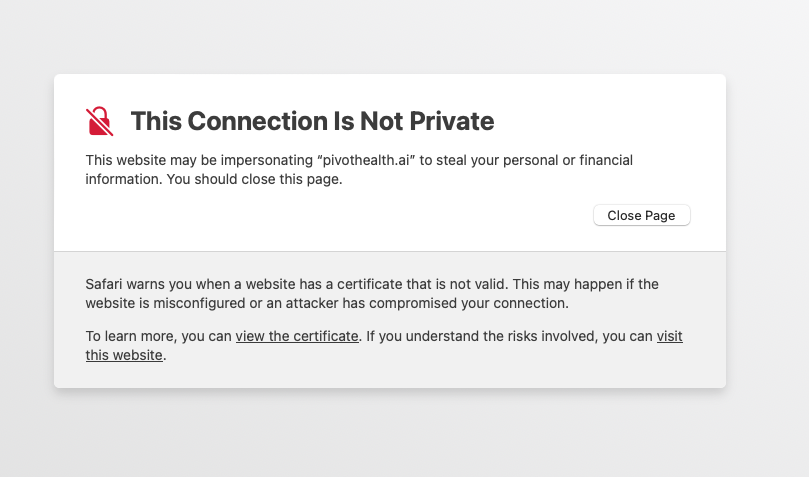 This Connection Is Not Private
This website may be impersonating “pivothealth.ai” to steal your personal or financial
information. You should close this page.
Close Page
Safari warns you when a website has a certificate that is not valid. This may happen if the
website is misconfigured or an attacker has compromised your connection.
To learn more, you can view the certificate. If you understand the risks involved, you can visit
this website.